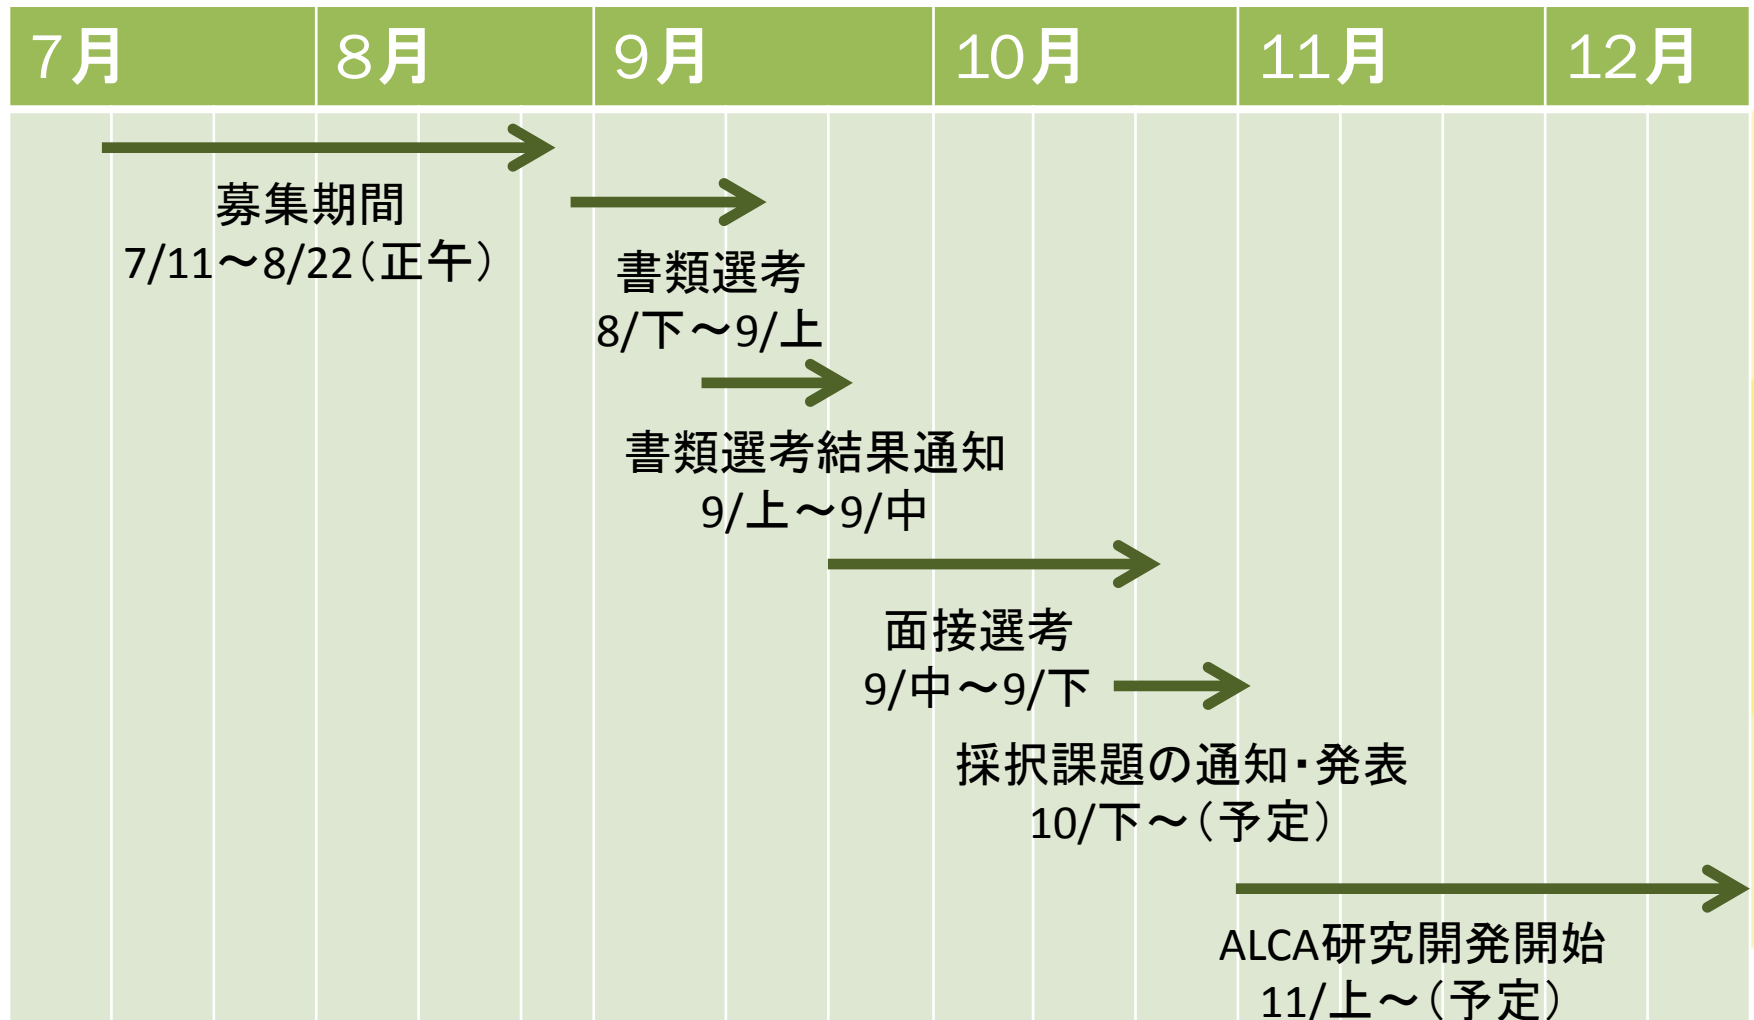 7月 8月 9月 10月 11月 12月
募集期間
7/11～8/22(正午)
書類選考
8/下～9/上
書類選考結果通知
9/上～9/中
面接選考
9/中～9/下
採択課題の通知・発表
10/下～(予定)
ALCA研究開発開始
11/上～(予定)